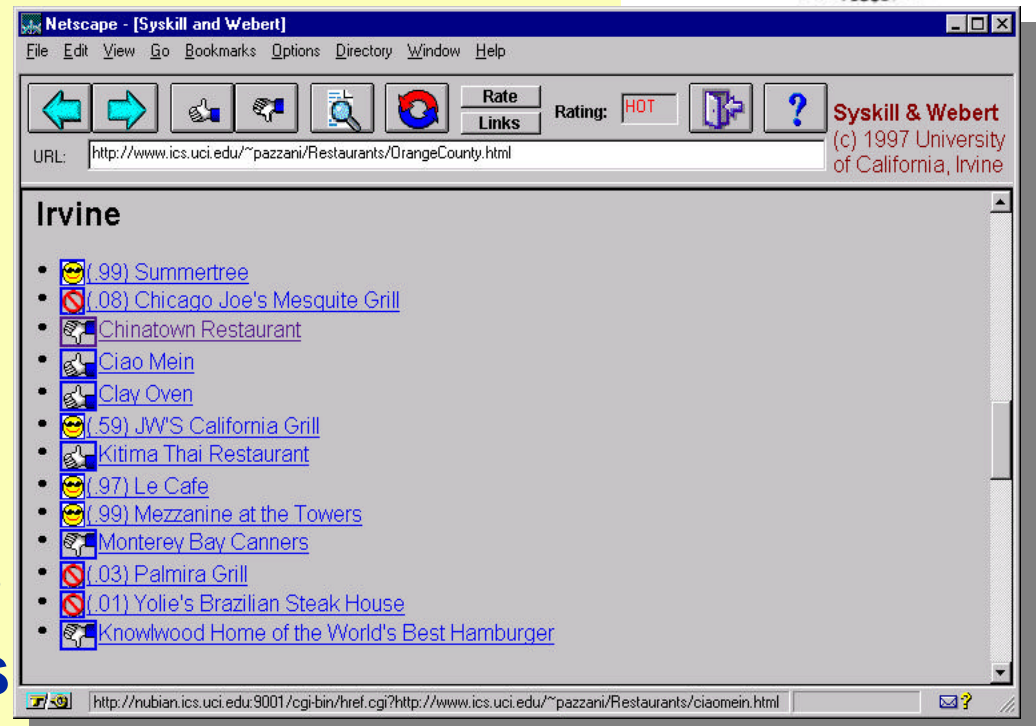 Netscape - [Syskill and Webert]
File Edit View Go Bookmarks Options Directory Window Help
Rate
Links
Rating: HOT
?
Syskill & Webert
(c) 1997 University
of California, Irvine
URL: http://www.ics.uci.edu/~pazzani/Restaurants/OrangeCounty.html
Irvine
(.99) Summertree
(.08) Chicago Joe's Mesquite Grill
Chinatown Restaurant
Ciao Mein
Clay Oven
(.59) JW'S California Grill
Kitima Thai Restaurant
(.97) Le Cafe
(.99) Mezzanine at the Towers
Monterey Bay Canners
(.03) Palmira Grill
(.01) Yolie's Brazilian Steak House
Knowlwood Home of the World's Best Hamburger
s
http://nubian.ics.uci.edu:9001/cgi-bin/href.cgi?http://www.ics.uci.edu/~pazzani/Restaurants/ciaomein.html